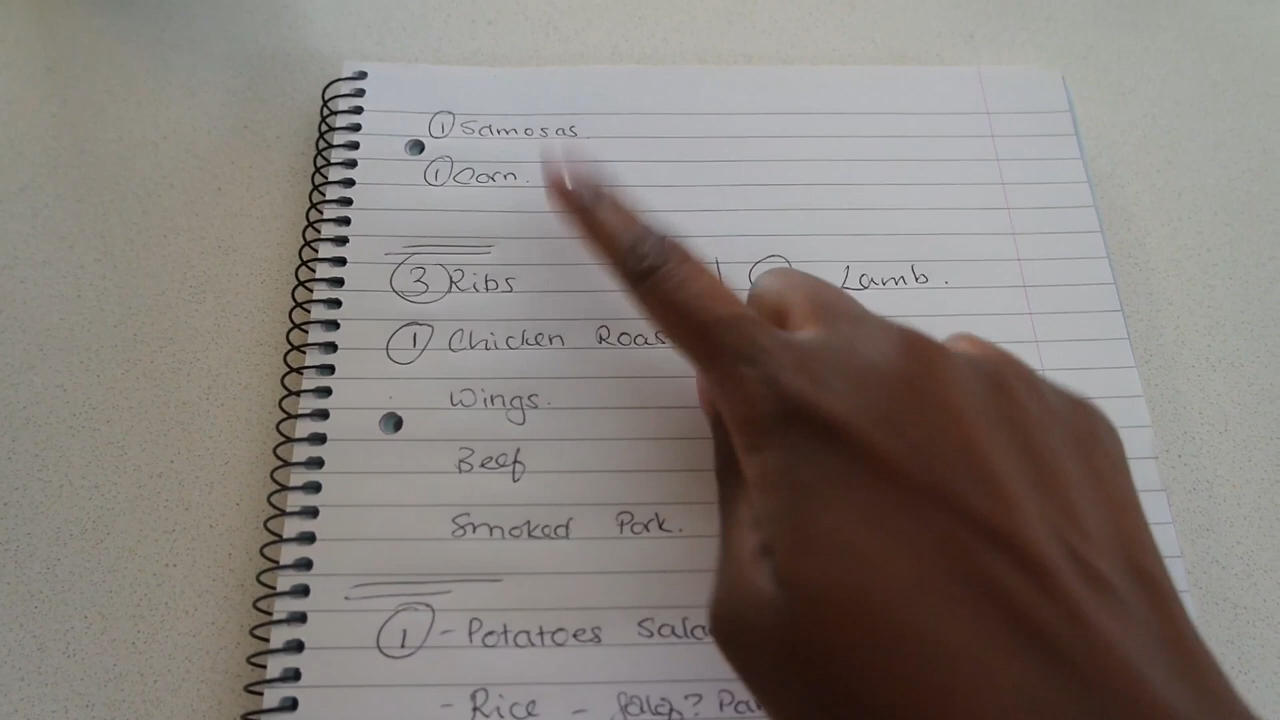 ① Samosas.
① Corn.
③ Ribs Lamb.
① Chicken Roas
Wings.
Beef
Smoked Pork.
① - Potatoes Sala
- Rice -